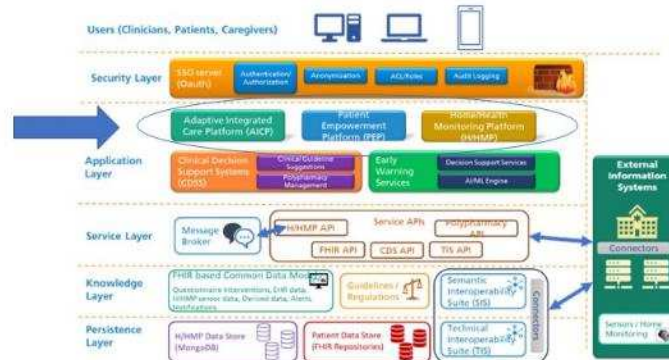 Users (Clinicians, Patients, Caregivers)
Security Layer
SSO server
(Oauth)
Authentication/
Authorization
Anonymization
ACL/Roles
Audit Logging
Adaptive Integrated
Care Platform (AICP)
Patient
Empowerment
Platform (PEP)
Home/Health
Monitoring Platform
(H/HMP)
Application
Layer
Clinical Decision
Support Systems
(CDSS)
Clinical Guideline
Suggestions
Polypharmacy
Management
Early
Warning
Services
Decision Support Services
AI/ML Engine
External
Information
Systems
Connectors
Sensors / Home
Monitoring
Service Layer
Message
Broker
Service APIs
H/HMP API
Polypharmacy
API
FHIR API
CDS API
TIS API
Knowledge
Layer
FHIR based Common Data Model
Questionnaire interventions, EHR data,
H/HMP sensor data, Derived data, Alerts,
Notifications
Guidelines /
Regulations
Semantic
Interoperability
Suite (SIS)
Connectors
Persistence
Layer
H/HMP Data Store
(MongoDB)
Patient Data Store
(FHIR Repositories)
Technical
Interoperability
Suite (TIS)